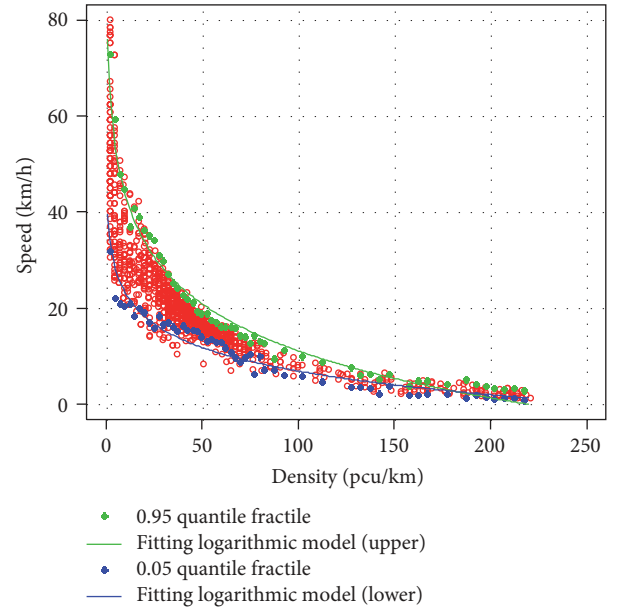 80
60
40
20
0
Speed (km/h)
0 50 100 150 200 250
Density (pcu/km)
0.95 quantile fractile
Fitting logarithmic model (upper)
0.05 quantile fractile
Fitting logarithmic model (lower)